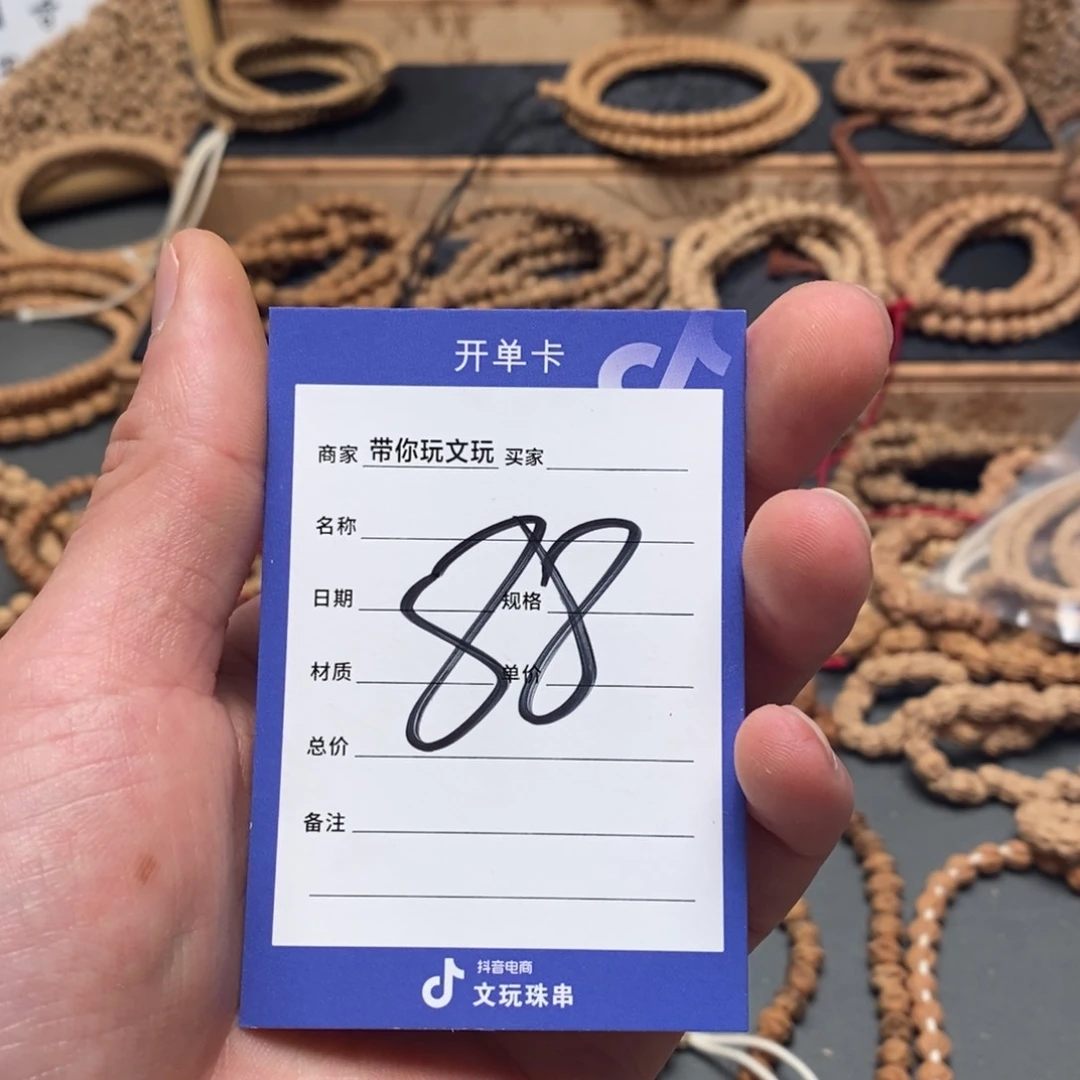 开单卡
商家 带你玩文玩 买家
名称
88
日期 规格
材质 单价
总价
备注
抖音电商
文玩珠串